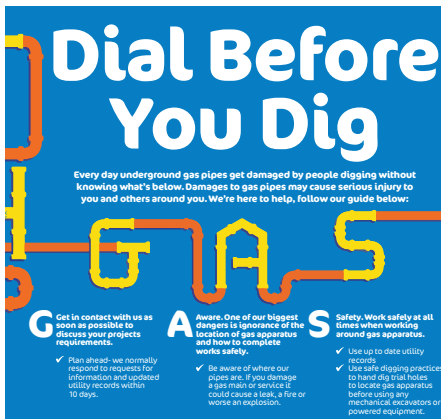 Dial Before
You Dig
Every day underground gas pipes get damaged by people digging without
knowing what's below. Damages to gas pipes may cause serious injury to
you and others around you. We're here to help, follow our guide below:
GAS
G Get in contact with us as
soon as possible to
discuss your projects
requirements.
✓ Plan ahead- we normally
respond to requests for
information and updated
utility records within
10 days.
A Aware. One of our biggest
dangers is ignorance of the
location of gas apparatus
and how to complete
works safely.
✓ Be aware of where our
pipes are. If you damage
a gas main or service it
could cause a leak, a fire or
worse an explosion.
S Safety. Work safely at all
times when working
around gas apparatus.
✓ Use up to date utility
records
✓ Use safe digging practices
to hand dig trial holes
to locate gas apparatus
before using any
mechanical excavators or
powered equipment.